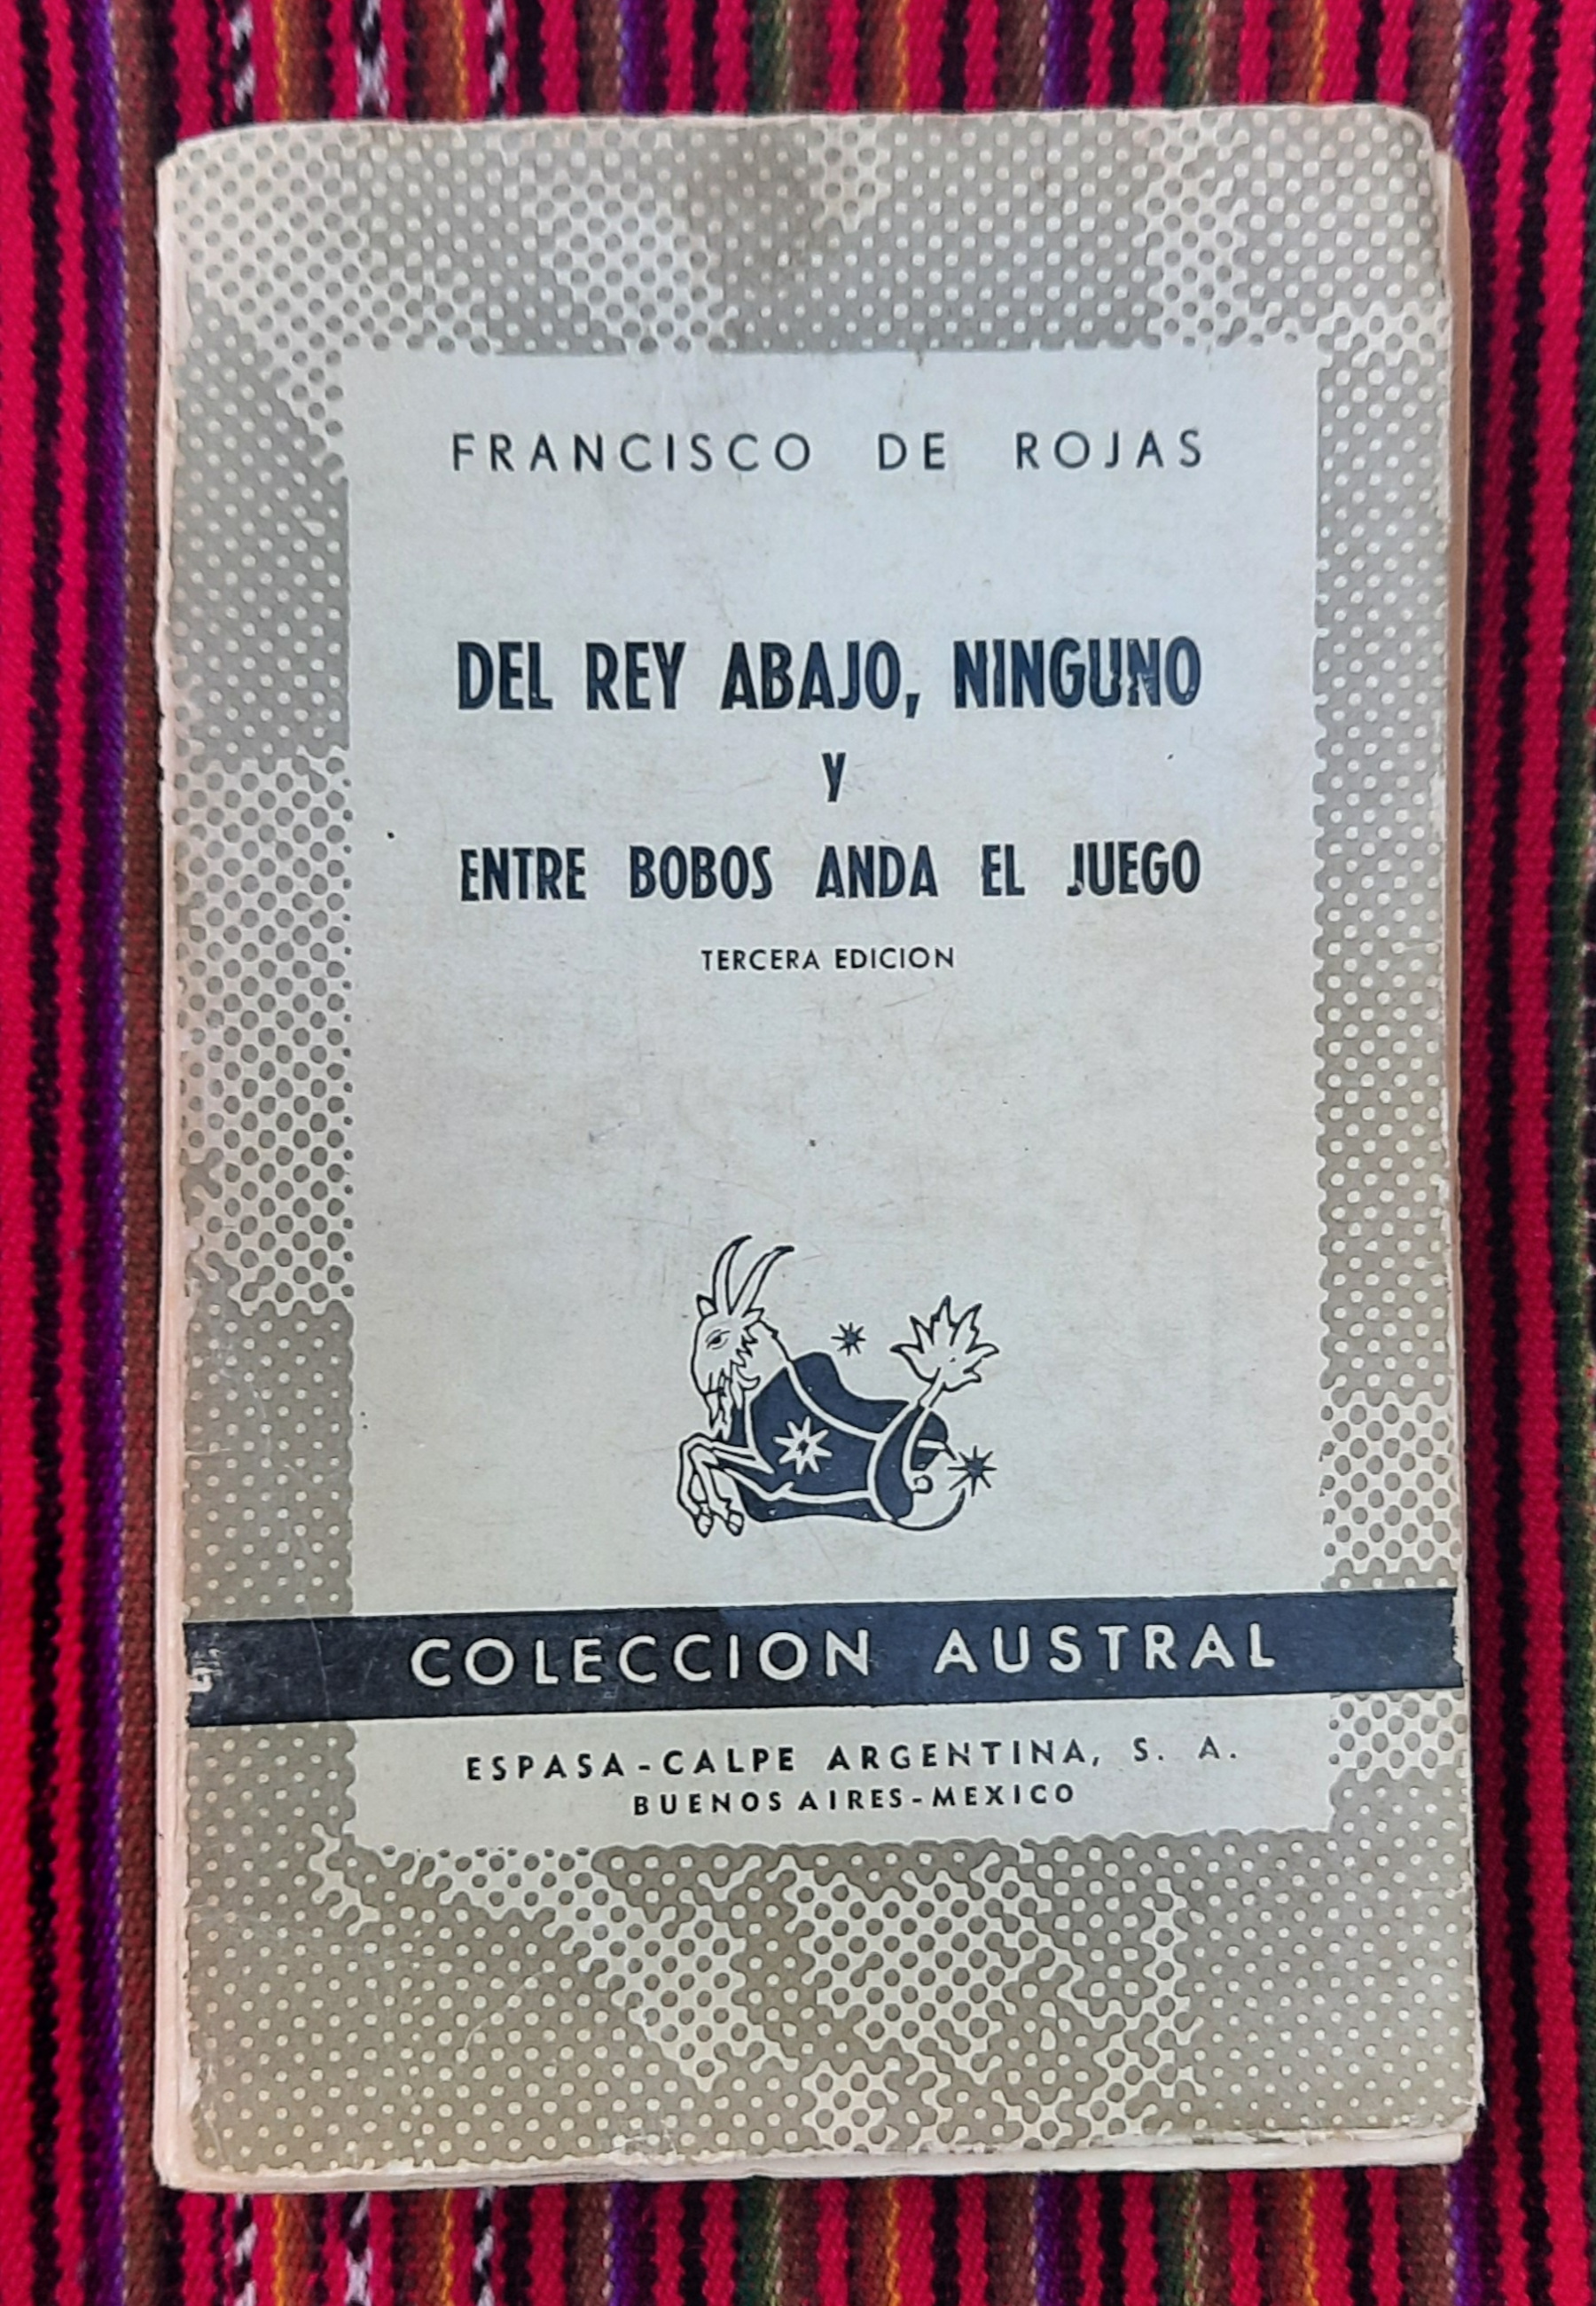 FRANCISCO DE ROJAS
DEL REY ABAJO, NINGUNO
Y
ENTRE BOBOS ANDA EL JUEGO
TERCERA EDICION
COLECCION AUSTRAL
ESPASA-CALPE ARGENTINA, S. A.
BUENOS AIRES-MEXICO